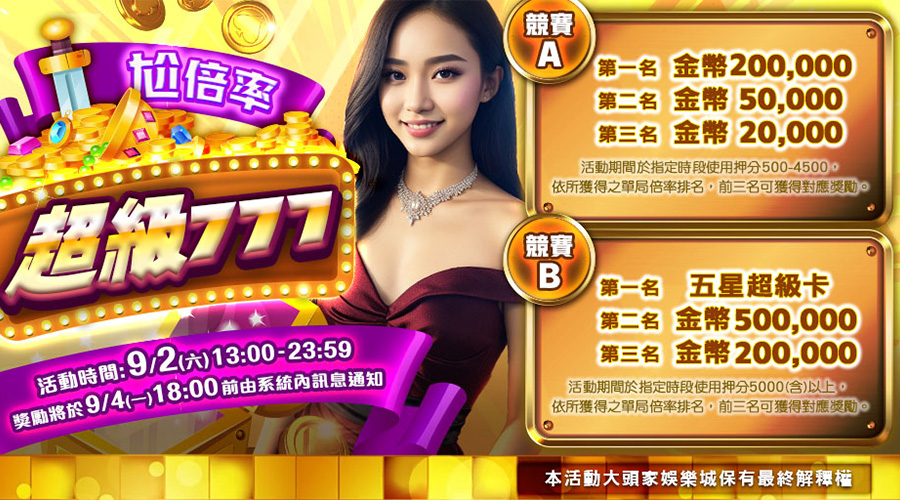 尬倍率
超級777
活動時間:9/2(六)13:00-23:59
獎勵將於9/4(一)18:00前由系統內訊息通知
競賽
A
第一名 金幣200,000
第二名 金幣 50,000
第三名 金幣 20,000
活動期間於指定時段使用押分500-4500，
依所獲得之單局倍率排名，前三名可獲得對應獎勵。
競賽
B
第一名 五星超級卡
第二名 金幣500,000
第三名 金幣200,000
活動期間於指定時段使用押分5000(含)以上，
依所獲得之單局倍率排名，前三名可獲得對應獎勵。
本活動大頭家娛樂城保有最終解釋權